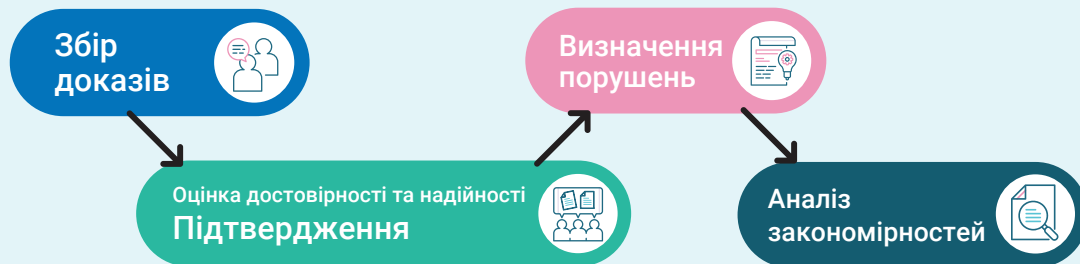 Збір
доказів
Оцінка достовірності та надійності
Підтвердження
Визначення
порушень
Аналіз
закономірностей